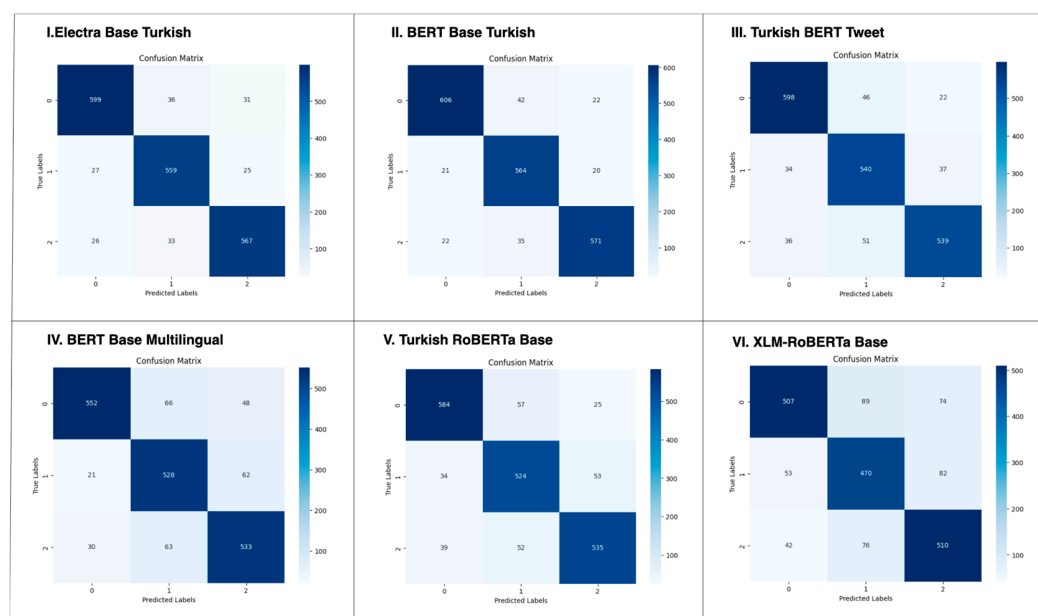 I.Electra Base Turkish
Confusion Matrix
0 599 36 31
1 27 559 25
2 26 33 567
0 1 2
True Labels
Predicted Labels
500
400
300
200
100
II. BERT Base Turkish
Confusion Matrix
0 606 42 22
1 21 564 20
2 22 35 571
0 1 2
True Labels
Predicted Labels
600
500
400
300
200
100
III. Turkish BERT Tweet
Confusion Matrix
0 598 46 22
1 34 540 37
2 36 51 539
0 1 2
True Labels
Predicted Labels
500
400
300
200
100
IV. BERT Base Multilingual
Confusion Matrix
0 552 66 48
1 21 528 62
2 30 63 533
0 1 2
True Labels
Predicted Labels
500
400
300
200
100
V. Turkish RoBERTa Base
Confusion Matrix
0 584 57 25
1 34 524 53
2 39 52 535
0 1 2
True Labels
Predicted Labels
500
400
300
200
100
VI. XLM-RoBERTa Base
Confusion Matrix
0 507 89 74
1 53 470 82
2 42 76 510
0 1 2
True Labels
Predicted Labels
500
400
300
200
100